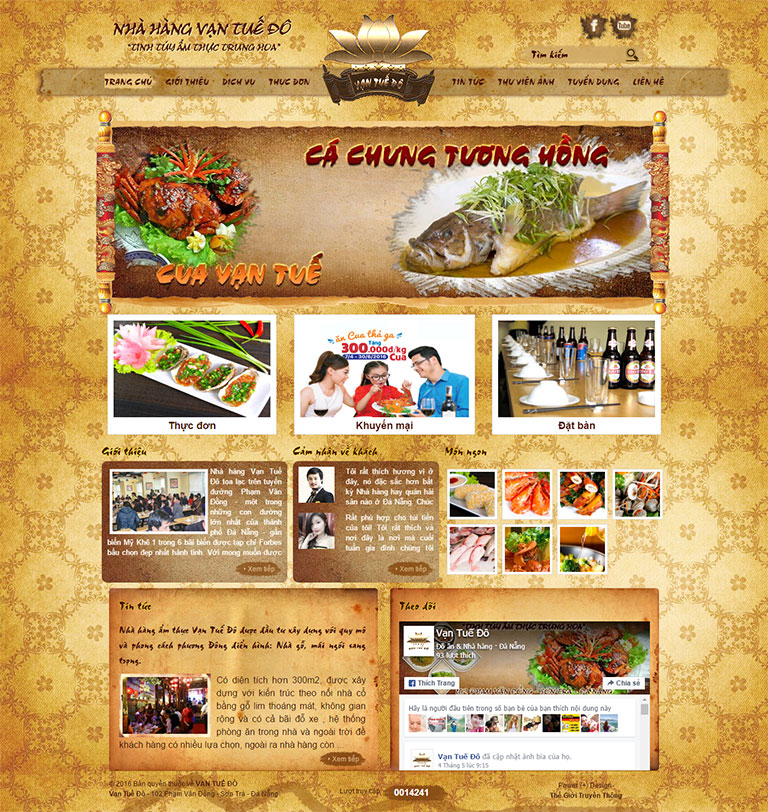 NHÀ HÀNG VẠN TUẾ ĐÔ
"TINH TÚY ẨM THỰC TRUNG HOA"
You
Tìm kiếm
TRANG CHỦ GIỚI THIỆU DỊCH VỤ THỰC ĐƠN
VẠN TUẾ ĐÔ
TIN TỨC THƯ VIỆN ẢNH TUYỂN DỤNG LIÊN HỆ
CÁ CHƯNG TƯƠNG HỒNG
CUA VẠN TUẾ
ăn Cua thả ga
Tặng
300.000đ/kg
Cua
Thực đơn
Khuyến mại
Đặt bàn
Giới thiệu
Nhà hàng Vạn Tuế
Đô tọa lạc trên tuyến
đường Phạm Văn
Đồng - một trong
những con đường
lớn nhất của thành
phố Đà Nẵng - gần
biển Mỹ Khê 1 trong 6 bãi biển được tạp chí Forbes
bầu chọn đẹp nhất hành tinh. Với mong muốn được
• Xem tiếp
Cảm nhận về khách
Tôi rất thích hương vị ở
đây, nó đặc sắc hơn bất
kỳ Nhà hàng hay quán hải
sản nào ở Đà Nẵng. Chúc
Rất phù hợp cho túi tiền
của tôi! Tôi rất thích và
nơi đây là nơi mà cuối
tuần gia đình chúng tôi
• Xem tiếp
Món ngon
Tin tức
Nhà hàng ẩm thực Vạn Tuế Đô được đầu tư xây dựng với quy mô
và phong cách phương Đông điển hình: Nhà gỗ, mái ngói sang
trọng.
Có diện tích hơn 300m2, được xây
dựng với kiến trúc theo nối nhà cổ
bằng gỗ lim thoáng mát, không gian
rộng và có cả bãi đỗ xe , hệ thống
phòng ăn trong nhà và ngoài trời để
khách hàng có nhiều lựa chọn, ngoài ra nhà hàng còn
• Xem tiếp
Theo dõi
"TINH TÚY ẨM THỰC TRUNG HOA"
Vạn Tuế Đô
Đồ ăn & Nhà hàng · Đà Nẵng
93 lượt thích
Thích Trang
Chia sẻ
Hãy là người đầu tiên trong số bạn bè của bạn thích nội dung này
Vạn Tuế Đô đã cập nhật ảnh bìa của họ.
4 Tháng 5 lúc 9:15
© 2016 Bản quyền thuộc về VẠN TUẾ ĐÔ
Vạn Tuế Đô - 102 Phạm Văn Đồng - Sơn Trà - Đà Nẵng
Lượt truy cập
0014241
Power (+) Design -
Thế Giới Truyền Thông